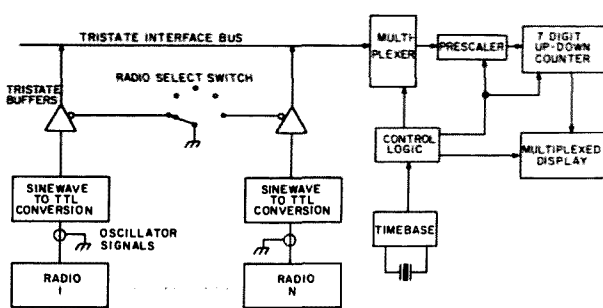 TRISTATE INTERFACE BUS
MULTI
PLEXER
PRESCALER
7 DIGIT
UP-DOWN
COUNTER
TRISTATE
BUFFERS
RADIO SELECT SWITCH
CONTROL
LOGIC
MULTIPLEXED
DISPLAY
SINEWAVE
TO TTL
CONVERSION
SINEWAVE
TO TTL
CONVERSION
OSCILLATOR
SIGNALS
TIMEBASE
RADIO
1
RADIO
N